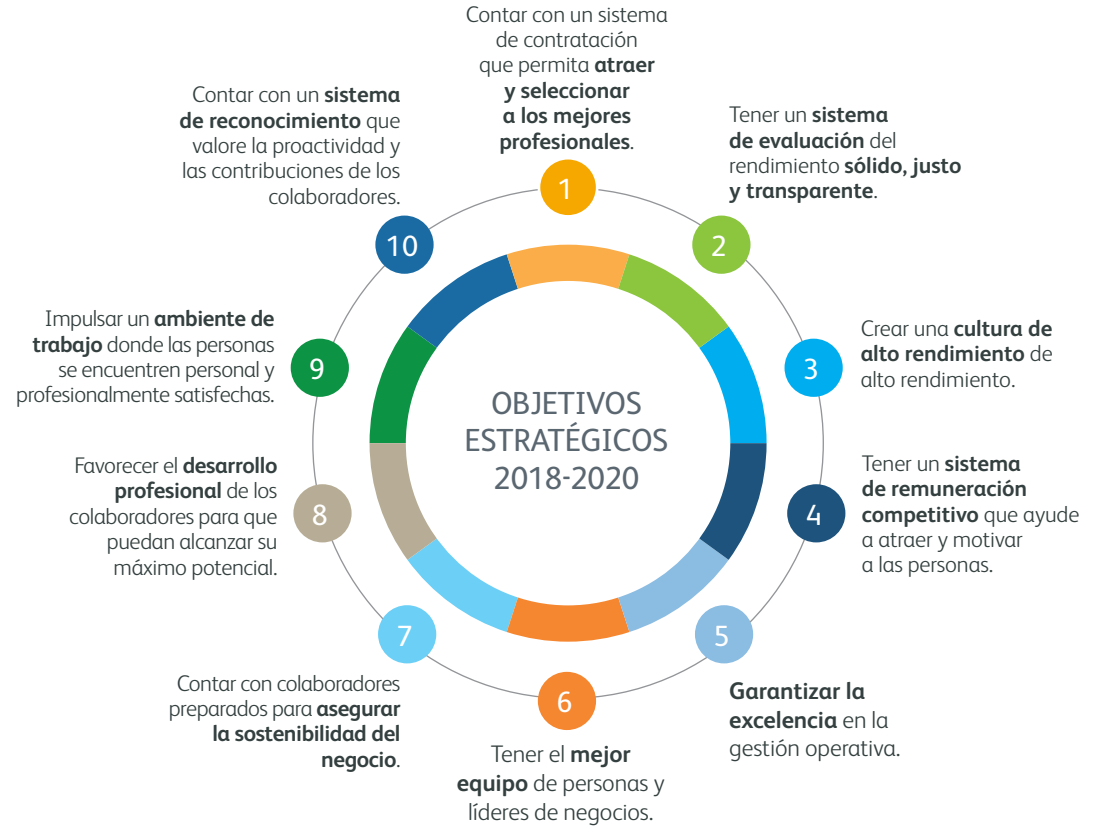 OBJETIVOS
ESTRATÉGICOS
2018-2020
1
Contar con un sistema
de contratación
que permita atraer
y seleccionar
a los mejores
profesionales.
2
Tener un sistema
de evaluación del
rendimiento sólido, justo
y transparente.
3
Crear una cultura de
alto rendimiento de
alto rendimiento.
4
Tener un sistema
de remuneración
competitivo que ayude
a atraer y motivar
a las personas.
5
Garantizar la
excelencia en la
gestión operativa.
6
Tener el mejor
equipo de personas y
líderes de negocios.
7
Contar con colaboradores
preparados para asegurar
la sostenibilidad del
negocio.
8
Favorecer el desarrollo
profesional de los
colaboradores para que
puedan alcanzar su
máximo potencial.
9
Impulsar un ambiente de
trabajo donde las personas
se encuentren personal y
profesionalmente satisfechas.
10
Contar con un sistema
de reconocimiento que
valore la proactividad y
las contribuciones de los
colaboradores.